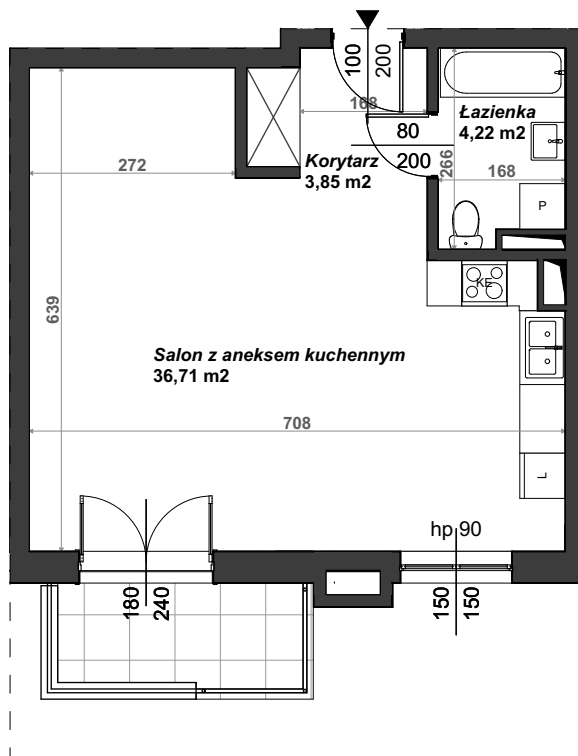 100
200
168
Łazienka
4,22 m2
80
200
Korytarz
3,85 m2
272
266
168
P
KE
639
Salon z aneksem kuchennym
36,71 m2
708
L
hp 90
180
240
150
150